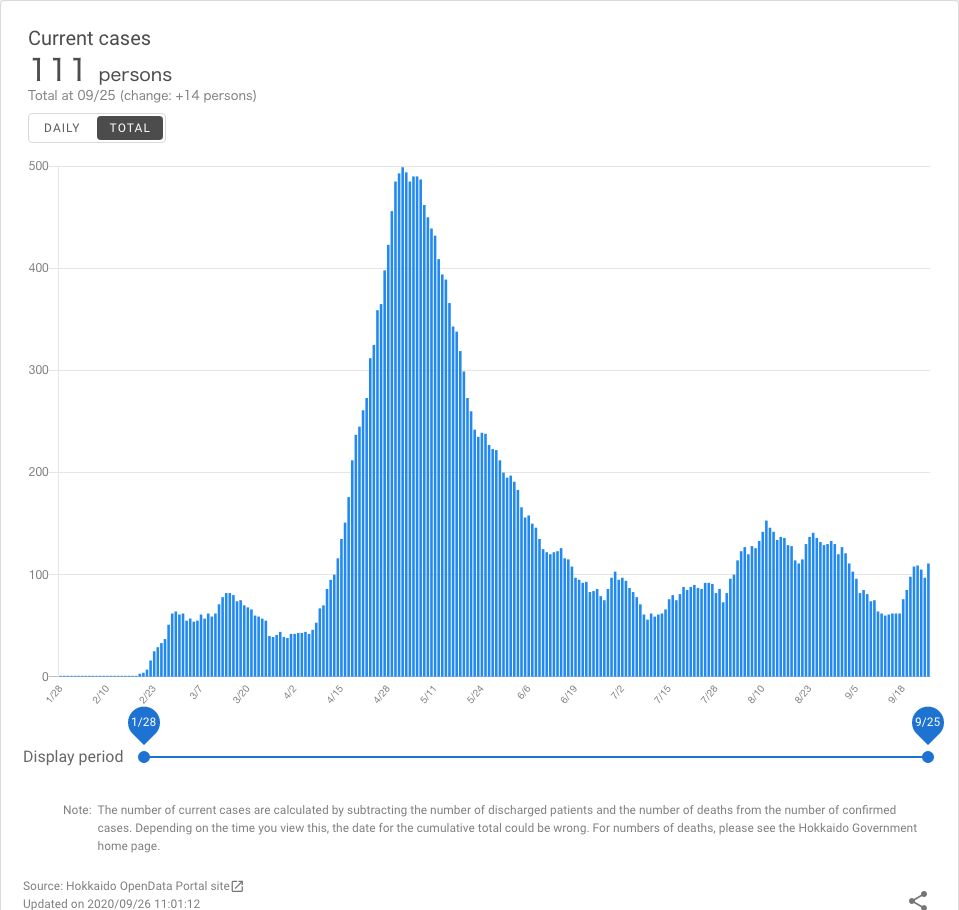 Current cases
111 persons
Total at 09/25 (change: +14 persons)
DAILY TOTAL
500
400
300
200
100
0
1/28 2/10 2/23 3/7 3/20 4/2 4/15 4/28 5/11 5/24 6/6 6/19 7/2 7/15 7/28 8/10 8/23 9/5 9/18
1/28 9/25
Display period
Note: The number of current cases are calculated by subtracting the number of discharged patients and the number of deaths from the number of confirmed
cases. Depending on the time you view this, the date for the cumulative total could be wrong. For numbers of deaths, please see the Hokkaido Government
home page.
Source: Hokkaido OpenData Portal site
Updated on 2020/09/26 11:01:12